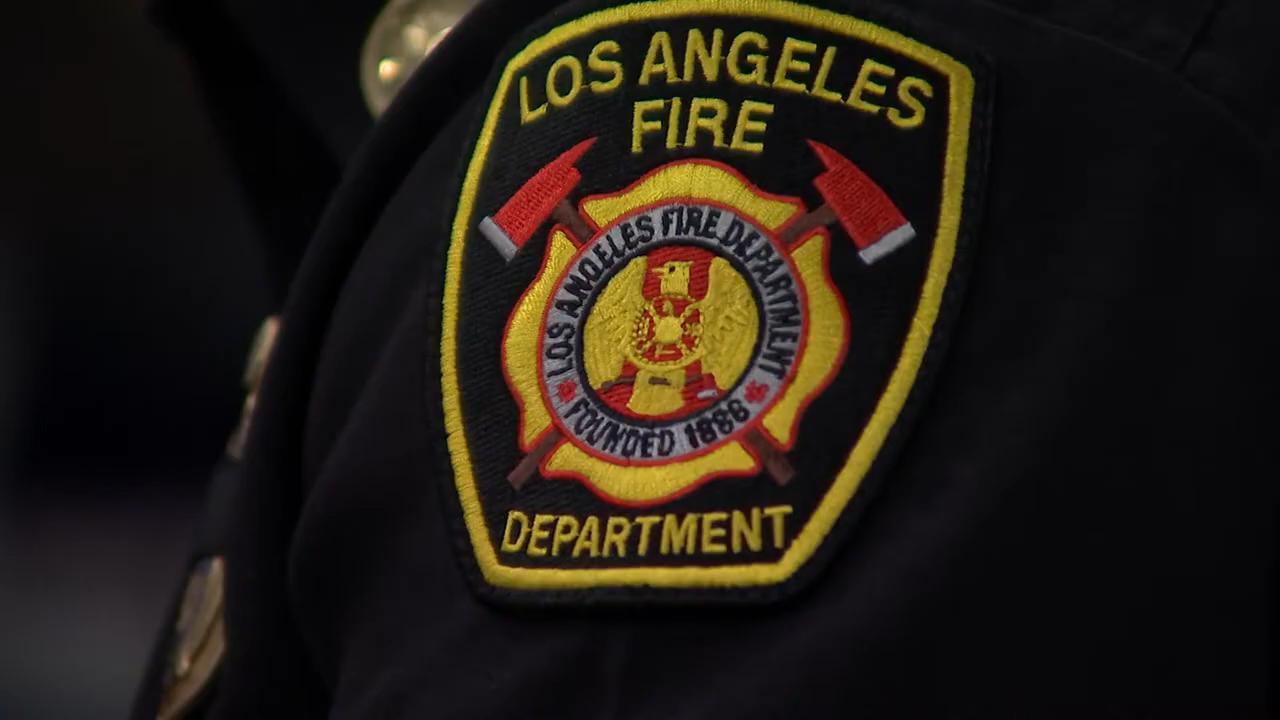 LOS ANGELES
FIRE
LOS ANGELES FIRE DEPARTMENT
FOUNDED 1886
DEPARTMENT